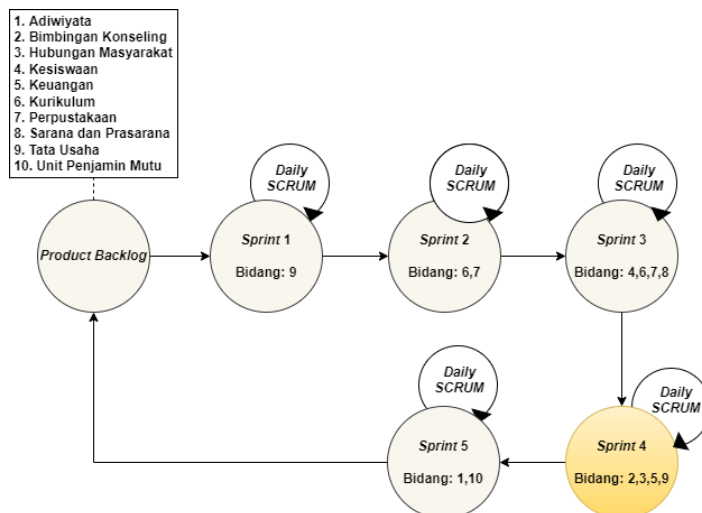 1. Adiwiyata
2. Bimbingan Konseling
3. Hubungan Masyarakat
4. Kesiswaan
5. Keuangan
6. Kurikulum
7. Perpustakaan
8. Sarana dan Prasarana
9. Tata Usaha
10. Unit Penjamin Mutu
Product Backlog
Daily
SCRUM
Sprint 1
Bidang: 9
Daily
SCRUM
Sprint 2
Bidang: 6,7
Daily
SCRUM
Sprint 3
Bidang: 4,6,7,8
Daily
SCRUM
Sprint 4
Bidang: 2,3,5,9
Daily
SCRUM
Sprint 5
Bidang: 1,10